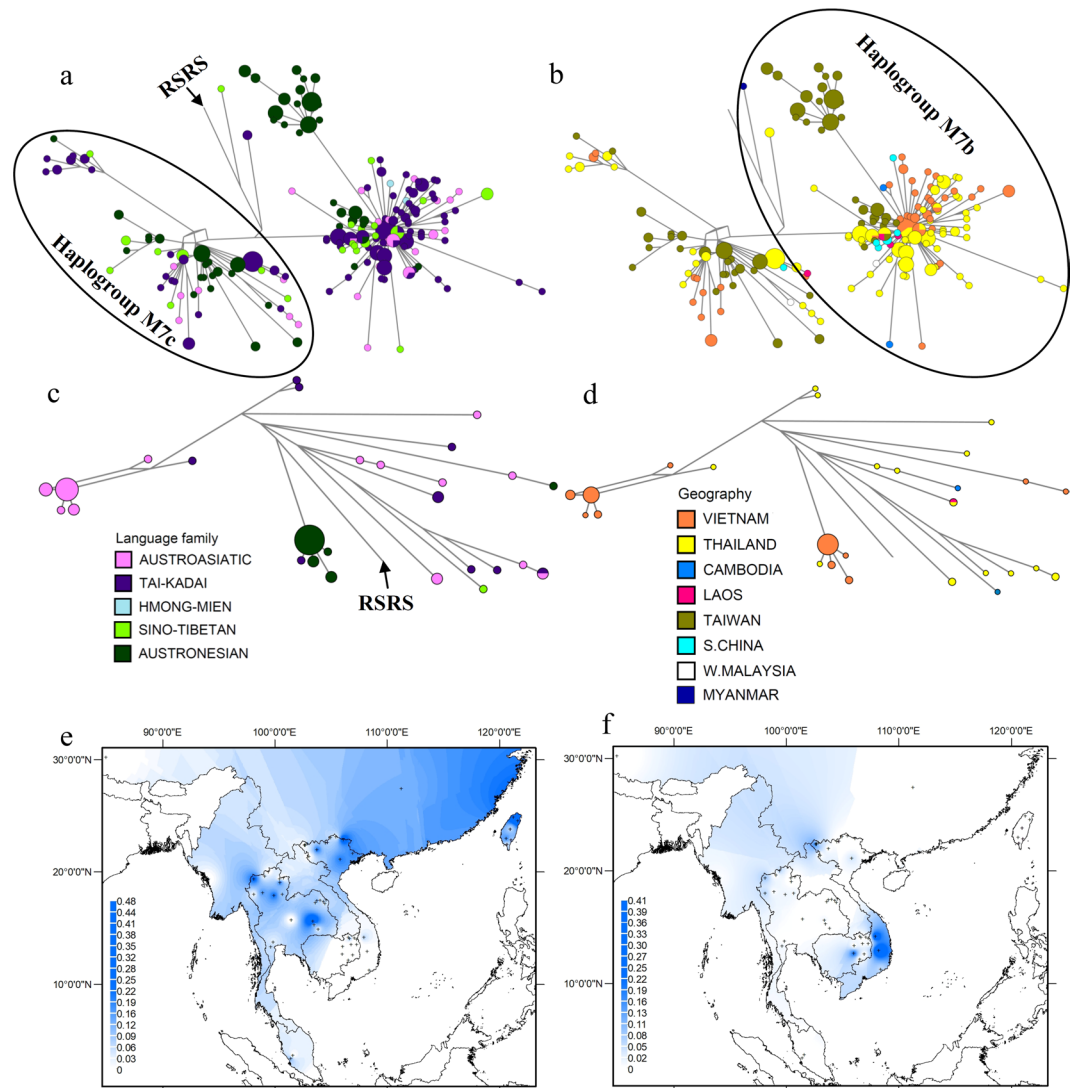 a
RSRS
Haplogroup M7c
b
Haplogroup M7b
c
RSRS
Language family
AUSTROASIATIC
TAI-KADAI
HMONG-MIEN
SINO-TIBETAN
AUSTRONESIAN
d
Geography
VIETNAM
THAILAND
CAMBODIA
LAOS
TAIWAN
S.CHINA
W.MALAYSIA
MYANMAR
e
90°0'0"E 100°0'0"E 110°0'0"E 120°0'0"E
30°0'0"N
20°0'0"N
10°0'0"N
0.48
0.44
0.41
0.38
0.35
0.32
0.28
0.25
0.22
0.19
0.16
0.12
0.09
0.06
0.03
0
f
90°0'0"E 100°0'0"E 110°0'0"E 120°0'0"E
30°0'0"N
20°0'0"N
10°0'0"N
0.41
0.39
0.36
0.33
0.30
0.27
0.25
0.22
0.19
0.16
0.13
0.11
0.08
0.05
0.02
0